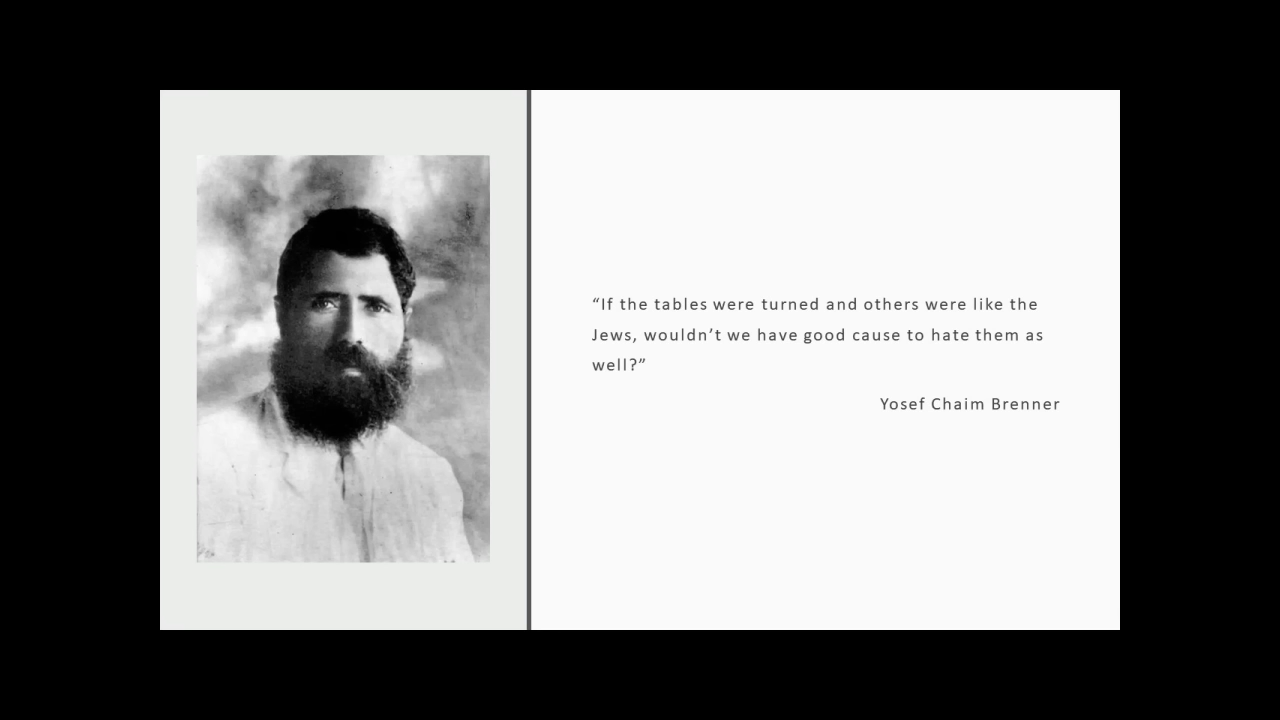 “If the tables were turned and others were like the
Jews, wouldn’t we have good cause to hate them as
well?”
Yosef Chaim Brenner